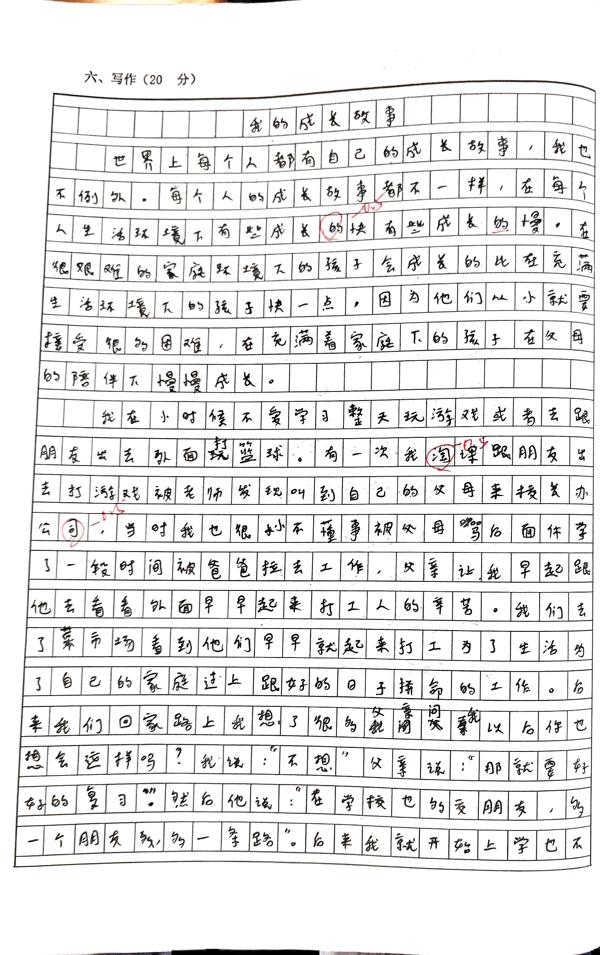 六、写作(20 分)
我的成长故事
世界上每个人都有自己的成长故事，我也
不例外。每个人的成长故事都不一样，在每个
人生活环境下有些成长的快有些成长的慢。在
很艰难的家庭环境下的孩子会成长的比在充满
生活环境下的孩子快一点。因为他们从小就要
接受很的困难，在充满着家庭下的孩子在父母
的陪伴下慢慢成长。
我在小时候不爱学习整天玩游戏或者去跟
朋友出去外面打篮球。有一次我淘课跟朋友出
去打游戏被老师发现叫到自己的父母来接去办
公司，当时我也很小不懂事被父母骂后面休学
了一段时间被爸爸拉去工作，父亲让我早起跟
他去看看外面早早起来打工人的辛苦。我们去
了菜市场看到他们早早就起来打工为了生活为
了自己的家庭过上跟好的日子拼命的工作。后
来我们回家路上我想了很的父亲问我以后你也
想会这样吗？我说："不想"父亲说："那就要好
好的复习"。然后他说："在学校也的交朋友，多
一个朋友多，多一条路"。后来我就开始上学也不